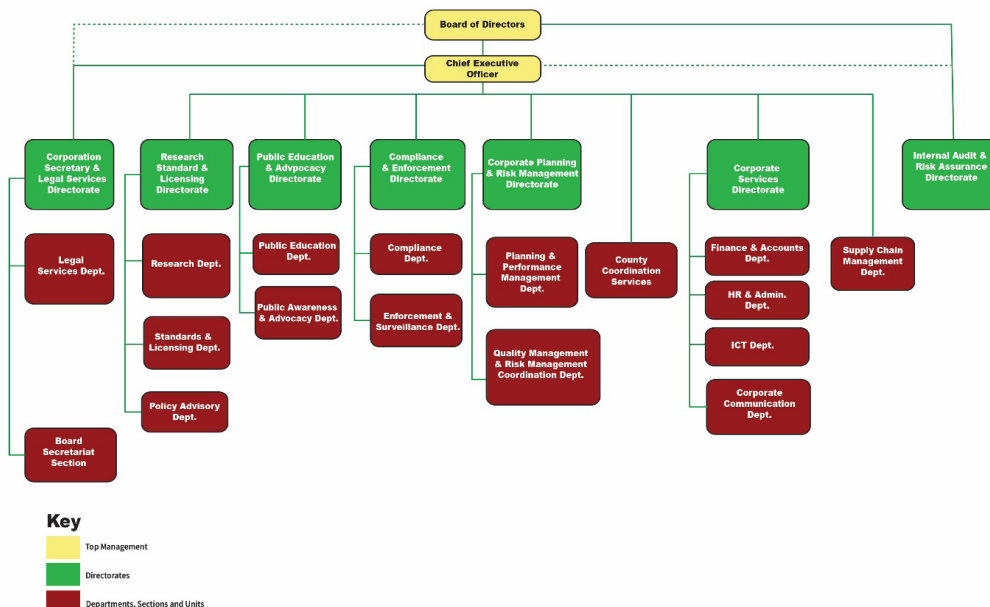 Board of Directors
Chief Executive
Officer
Corporation
Secretary &
Legal Services
Directorate
Research
Standard &
Licensing
Directorate
Public Education
& Advpocacy
Directorate
Compliance
& Enforcement
Directorate
Corporate Planning
& Risk Management
Directorate
Corporate
Services
Directorate
Internal Audit &
Risk Assurance
Directorate
Legal
Services Dept.
Board
Secretariat
Section
Research Dept.
Standards &
Licensing Dept.
Policy Advisory
Dept.
Public Education
Dept.
Public Awareness
& Advocacy Dept.
Compliance
Dept.
Enforcement &
Surveillance Dept.
Planning &
Performance
Management
Dept.
Quality Management
& Risk Management
Coordination Dept.
County
Coordination
Services
Finance & Accounts
Dept.
HR & Admin.
Dept.
ICT Dept.
Corporate
Communication
Dept.
Supply Chain
Management
Dept.
Key
Top Management
Directorates
Departments, Sections and Units